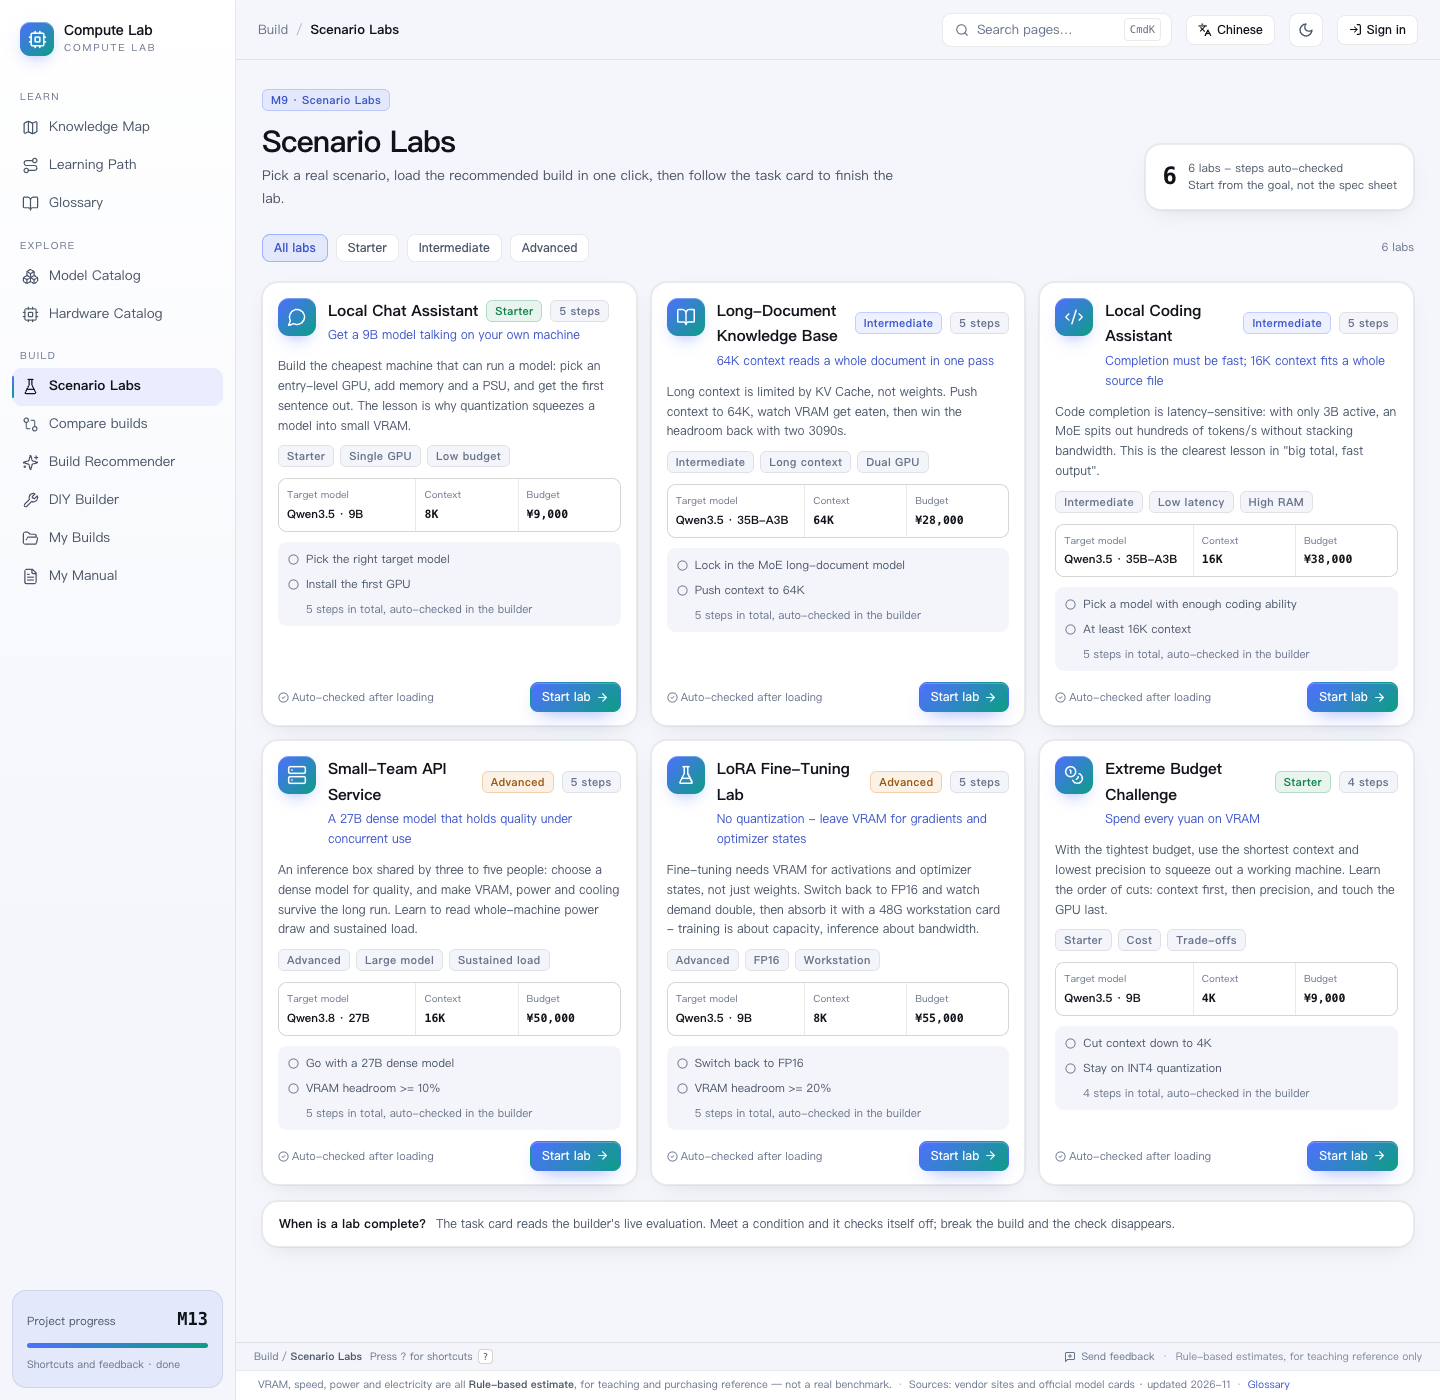 Compute Lab
COMPUTE LAB
LEARN
Knowledge Map
Learning Path
Glossary
EXPLORE
Model Catalog
Hardware Catalog
BUILD
Scenario Labs
Compare builds
Build Recommender
DIY Builder
My Builds
My Manual
Project progress M13
Shortcuts and feedback · done
Build / Scenario Labs
Search pages... CmdK
Chinese
Sign in
M9 · Scenario Labs
Scenario Labs
Pick a real scenario, load the recommended build in one click, then follow the task card to finish the
lab.
6
6 labs – steps auto-checked
Start from the goal, not the spec sheet
All labs Starter Intermediate Advanced
6 labs
Local Chat Assistant Starter 5 steps
Get a 9B model talking on your own machine
Build the cheapest machine that can run a model: pick an
entry-level GPU, add memory and a PSU, and get the first
sentence out. The lesson is why quantization squeezes a
model into small VRAM.
Starter Single GPU Low budget
Target model Context Budget
Qwen3.5 · 9B 8K ¥9,000
Pick the right target model
Install the first GPU
5 steps in total, auto-checked in the builder
Auto-checked after loading Start lab →
Long-Document
Knowledge Base Intermediate 5 steps
64K context reads a whole document in one pass
Long context is limited by KV Cache, not weights. Push
context to 64K, watch VRAM get eaten, then win the
headroom back with two 3090s.
Intermediate Long context Dual GPU
Target model Context Budget
Qwen3.5 · 35B-A3B 64K ¥28,000
Lock in the MoE long-document model
Push context to 64K
5 steps in total, auto-checked in the builder
Auto-checked after loading Start lab →
Local Coding
Assistant Intermediate 5 steps
Completion must be fast; 16K context fits a whole
source file
Code completion is latency-sensitive: with only 3B active, an
MoE spits out hundreds of tokens/s without stacking
bandwidth. This is the clearest lesson in "big total, fast
output".
Intermediate Low latency High RAM
Target model Context Budget
Qwen3.5 · 35B-A3B 16K ¥38,000
Pick a model with enough coding ability
At least 16K context
5 steps in total, auto-checked in the builder
Auto-checked after loading Start lab →
Small-Team API
Service Advanced 5 steps
A 27B dense model that holds quality under
concurrent use
An inference box shared by three to five people: choose a
dense model for quality, and make VRAM, power and cooling
survive the long run. Learn to read whole-machine power
draw and sustained load.
Advanced Large model Sustained load
Target model Context Budget
Qwen3.8 · 27B 16K ¥50,000
Go with a 27B dense model
VRAM headroom >= 10%
5 steps in total, auto-checked in the builder
Auto-checked after loading Start lab →
LoRA Fine-Tuning
Lab Advanced 5 steps
No quantization – leave VRAM for gradients and
optimizer states
Fine-tuning needs VRAM for activations and optimizer
states, not just weights. Switch back to FP16 and watch
demand double, then absorb it with a 48G workstation card
– training is about capacity, inference about bandwidth.
Advanced FP16 Workstation
Target model Context Budget
Qwen3.5 · 9B 8K ¥55,000
Switch back to FP16
VRAM headroom >= 20%
5 steps in total, auto-checked in the builder
Auto-checked after loading Start lab →
Extreme Budget
Challenge Starter 4 steps
Spend every yuan on VRAM
With the tightest budget, use the shortest context and
lowest precision to squeeze out a working machine. Learn
the order of cuts: context first, then precision, and touch the
GPU last.
Starter Cost Trade-offs
Target model Context Budget
Qwen3.5 · 9B 4K ¥9,000
Cut context down to 4K
Stay on INT4 quantization
4 steps in total, auto-checked in the builder
Auto-checked after loading Start lab →
When is a lab complete? The task card reads the builder's live evaluation. Meet a condition and it checks itself off; break the build and the check disappears.
Build / Scenario Labs Press ? for shortcuts ?
Send feedback · Rule-based estimates, for teaching reference only
VRAM, speed, power and electricity are all Rule-based estimate, for teaching and purchasing reference — not a real benchmark. · Sources: vendor sites and official model cards · updated 2026-11 · Glossary